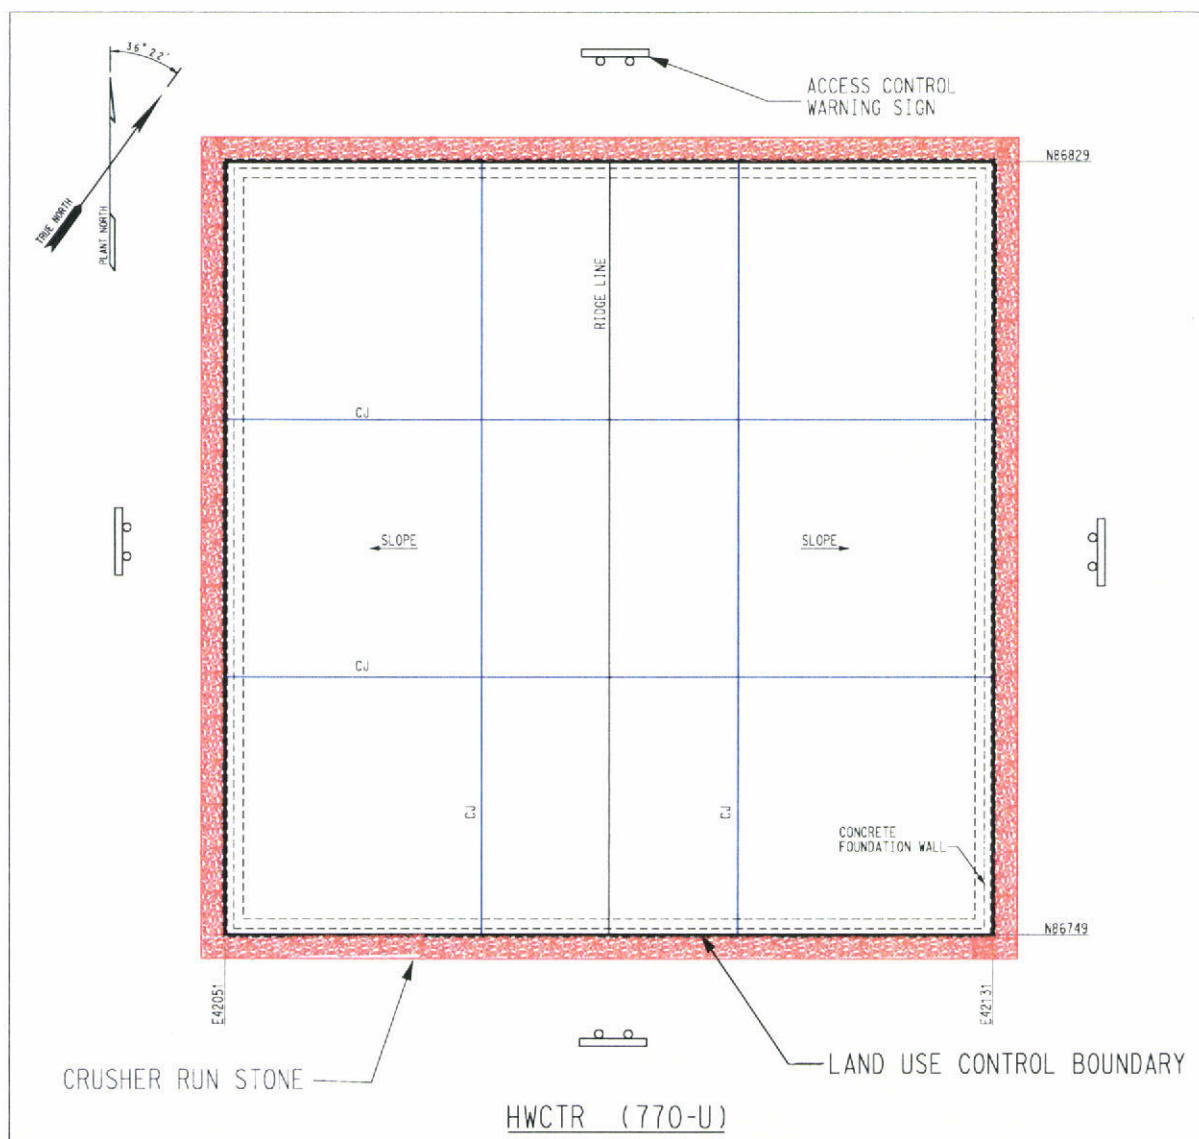 36° 22'
TRUE NORTH
PLANT NORTH
ACCESS CONTROL
WARNING SIGN
N86829
RIDGE LINE
CJ
SLOPE
SLOPE
CJ
CJ
CJ
CONCRETE
FOUNDATION WALL
N86749
E42051
E42131
CRUSHER RUN STONE
LAND USE CONTROL BOUNDARY
HWCTR (770-U)